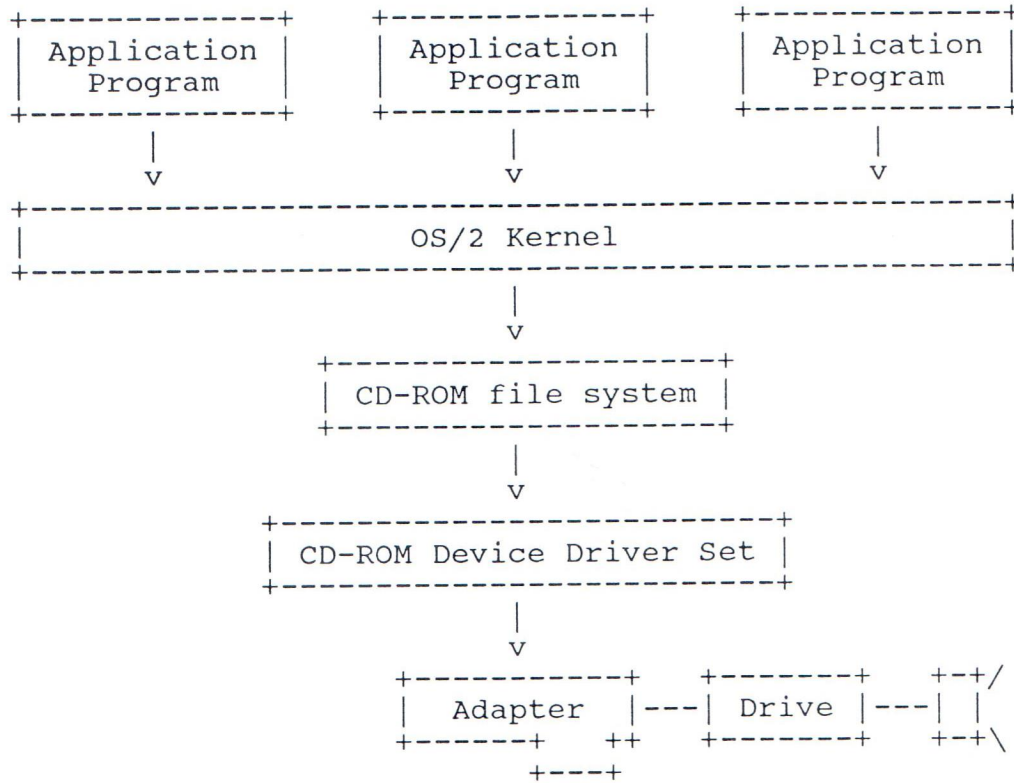 Application Application Application
Program Program Program
OS/2 Kernel
CD-ROM file system
CD-ROM Device Driver Set
Adapter Drive